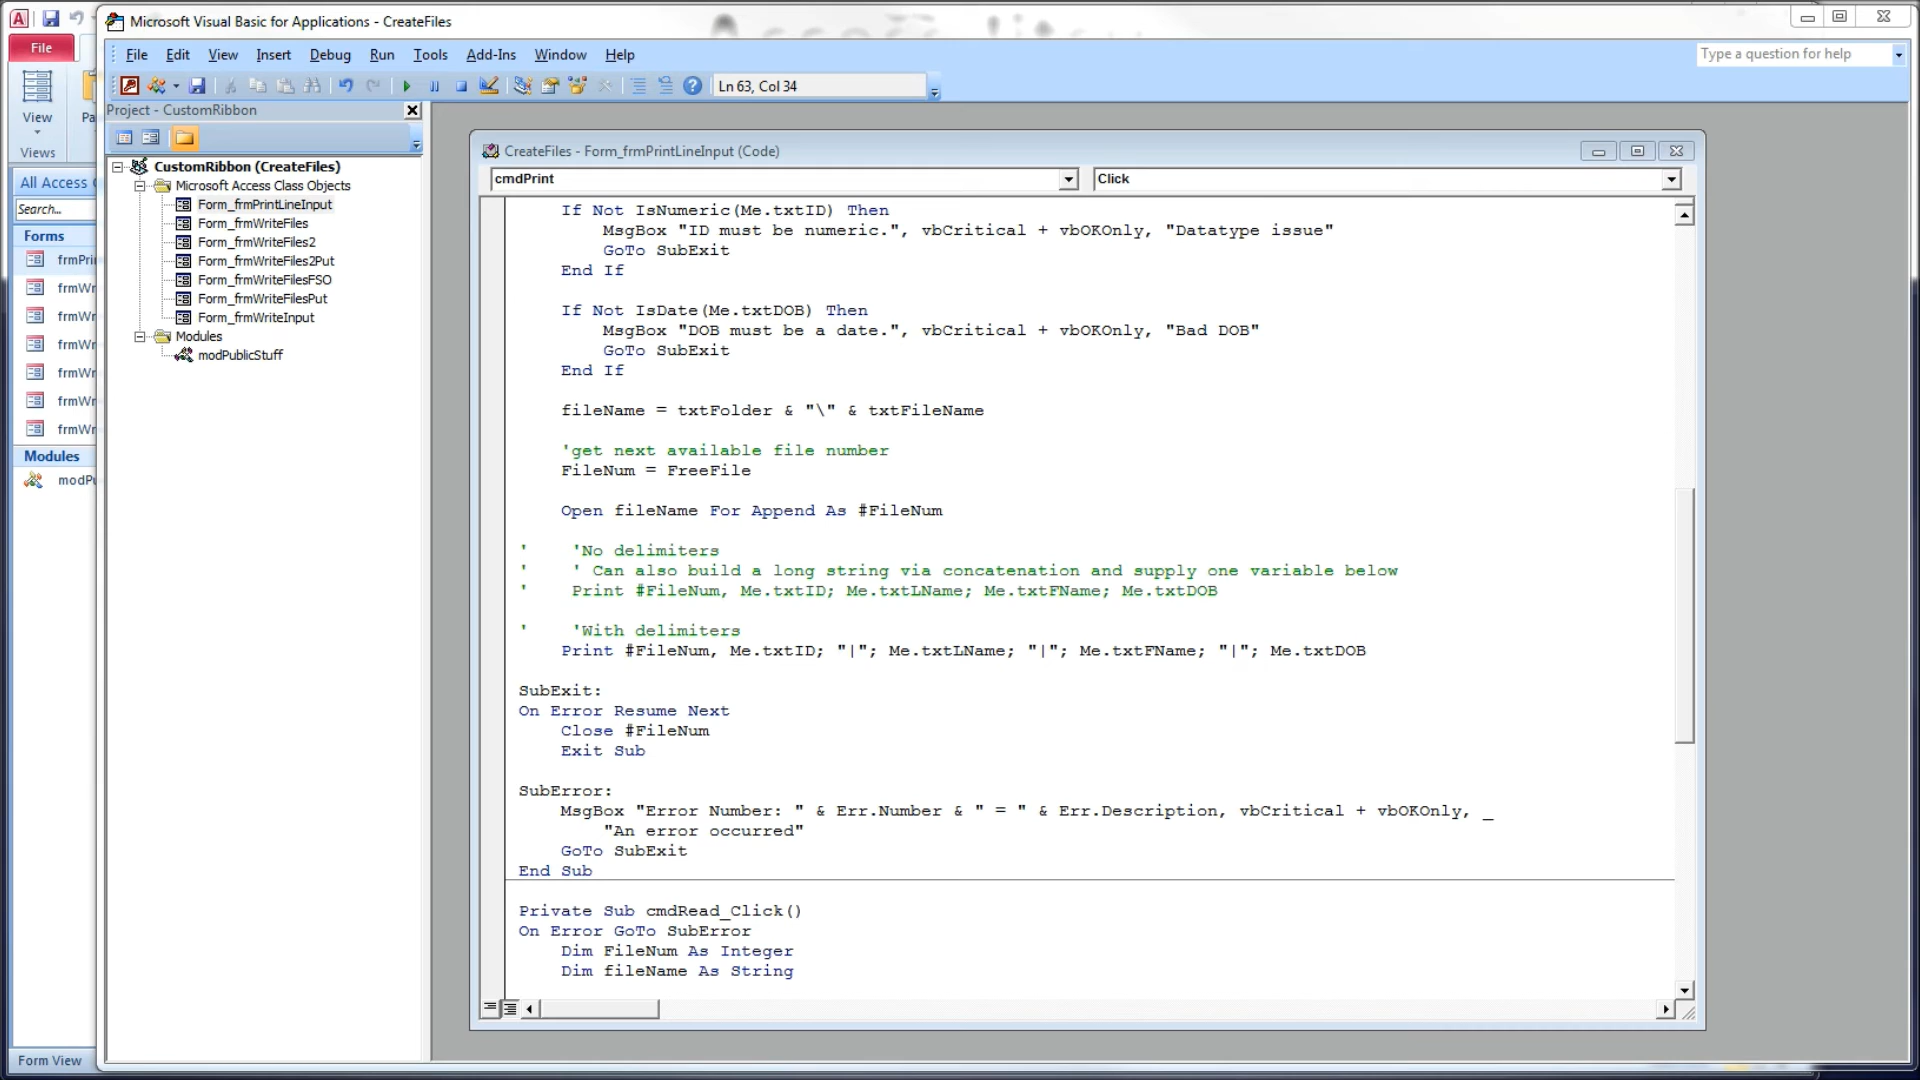 Microsoft Visual Basic for Applications - CreateFiles
File
File Edit View Insert Debug Run Tools Add-Ins Window Help
Type a question for help
Ln 63, Col 34
View
Pa
Views
Project - CustomRibbon
All Access
Search...
Forms
frmPri
frmWr
frmWr
frmWr
frmWr
frmWr
frmWr
Modules
modPu
Form View
CustomRibbon (CreateFiles)
Microsoft Access Class Objects
Form_frmPrintLineInput
Form_frmWriteFiles
Form_frmWriteFiles2
Form_frmWriteFiles2Put
Form_frmWriteFilesFSO
Form_frmWriteFilesPut
Form_frmWriteInput
Modules
modPublicStuff
CreateFiles - Form_frmPrintLineInput (Code)
cmdPrint
Click
If Not IsNumeric(Me.txtID) Then
MsgBox "ID must be numeric.", vbCritical + vbOKOnly, "Datatype issue"
GoTo SubExit
End If
If Not IsDate(Me.txtDOB) Then
MsgBox "DOB must be a date.", vbCritical + vbOKOnly, "Bad DOB"
GoTo SubExit
End If
fileName = txtFolder & "\" & txtFileName
'get next available file number
FileNum = FreeFile
Open fileName For Append As #FileNum
' 'No delimiters
' ' Can also build a long string via concatenation and supply one variable below
' Print #FileNum, Me.txtID; Me.txtLName; Me.txtFName; Me.txtDOB
' 'With delimiters
Print #FileNum, Me.txtID; "|"; Me.txtLName; "|"; Me.txtFName; "|"; Me.txtDOB
SubExit:
On Error Resume Next
Close #FileNum
Exit Sub
SubError:
MsgBox "Error Number: " & Err.Number & " = " & Err.Description, vbCritical + vbOKOnly, _
"An error occurred"
GoTo SubExit
End Sub
Private Sub cmdRead_Click()
On Error GoTo SubError
Dim FileNum As Integer
Dim fileName As String